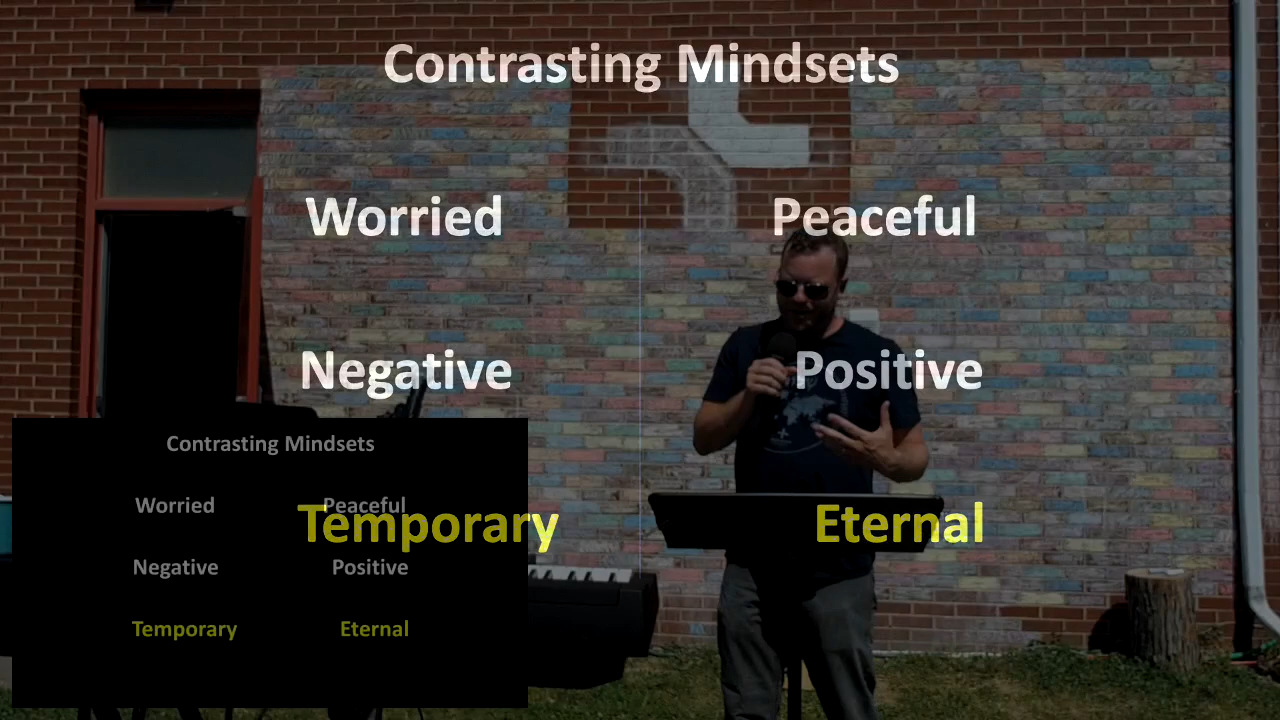 Contrasting Mindsets
Worried Peaceful
Negative Positive
Temporary Eternal
Contrasting Mindsets
Worried Peaceful
Negative Positive
Temporary Eternal